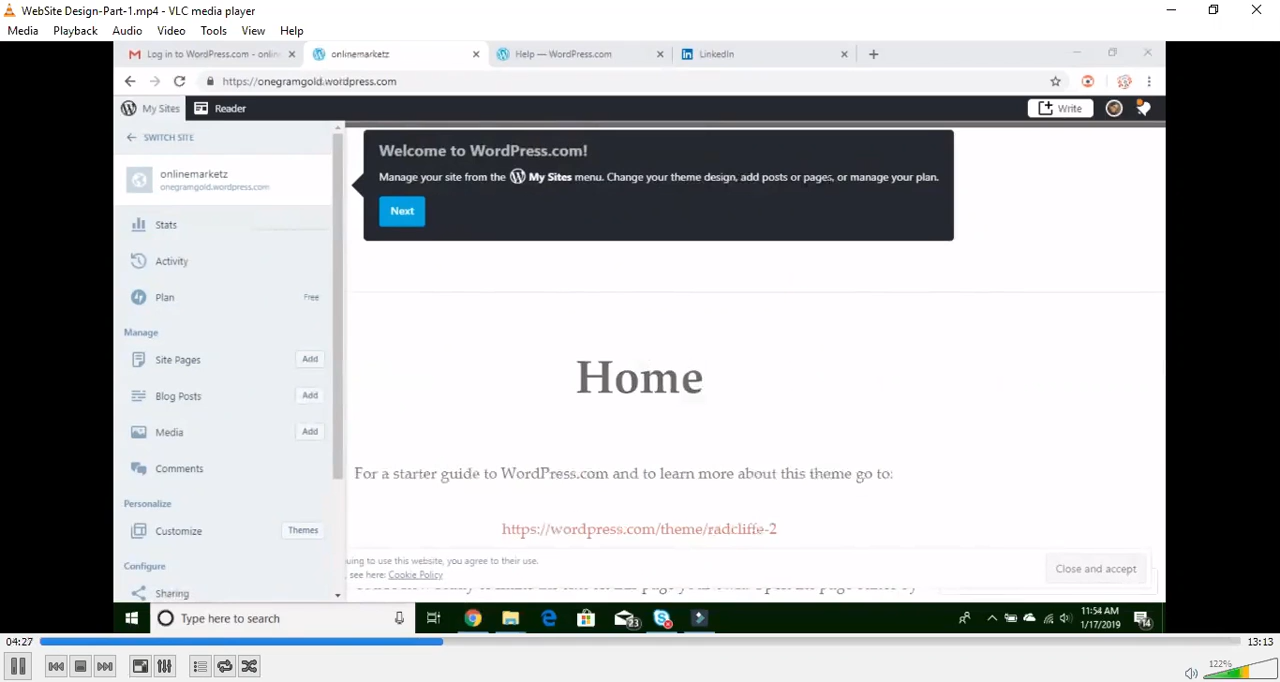 WebSite Design-Part-1.mp4 - VLC media player
Media Playback Audio Video Tools View Help
Log in to WordPress.com - onlin
onlinemarketz
Help — WordPress.com
LinkedIn
https://onegramgold.wordpress.com
My Sites
Reader
Write
SWITCH SITE
onlinemarketz
onegramgold.wordpress.com
Welcome to WordPress.com!
Manage your site from the My Sites menu. Change your theme design, add posts or pages, or manage your plan.
Next
Stats
Activity
Plan Free
Manage
Site Pages Add
Blog Posts Add
Media Add
Comments
Personalize
Customize Themes
Configure
Sharing
Home
For a starter guide to WordPress.com and to learn more about this theme go to:
https://wordpress.com/theme/radcliffe-2
uing to use this website, you agree to their use.
see here: Cookie Policy
Close and accept
Type here to search
23
11:54 AM
1/17/2019
14
04:27
13:13
122%